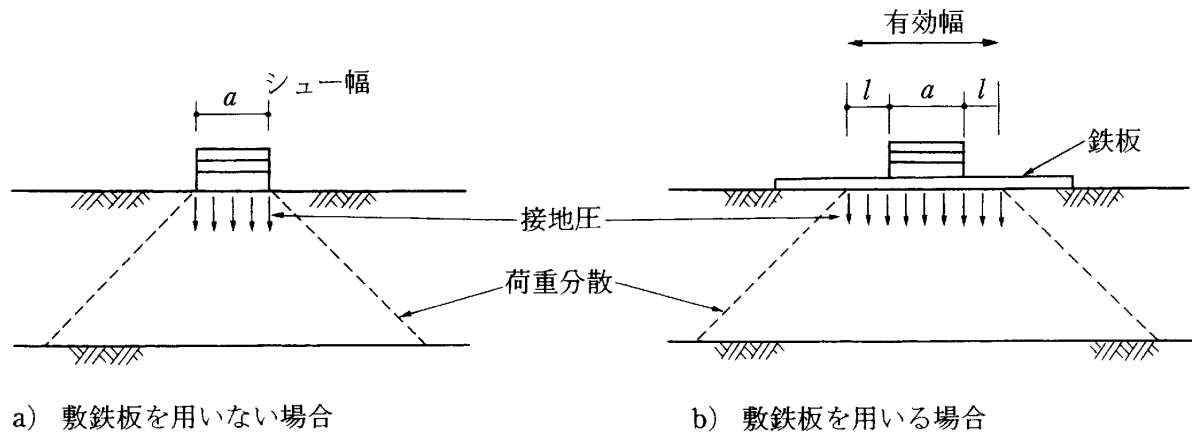 有効幅
シュー幅
a
l a l
鉄板
接地圧
荷重分散
a) 敷鉄板を用いない場合
b) 敷鉄板を用いる場合